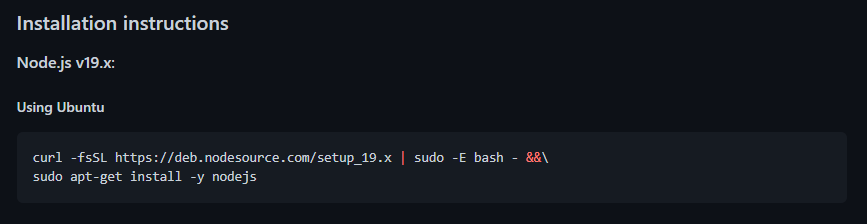 Installation instructions
Node.js v19.x:
Using Ubuntu
curl -fsSL https://deb.nodesource.com/setup_19.x | sudo -E bash - &&\
sudo apt-get install -y nodejs